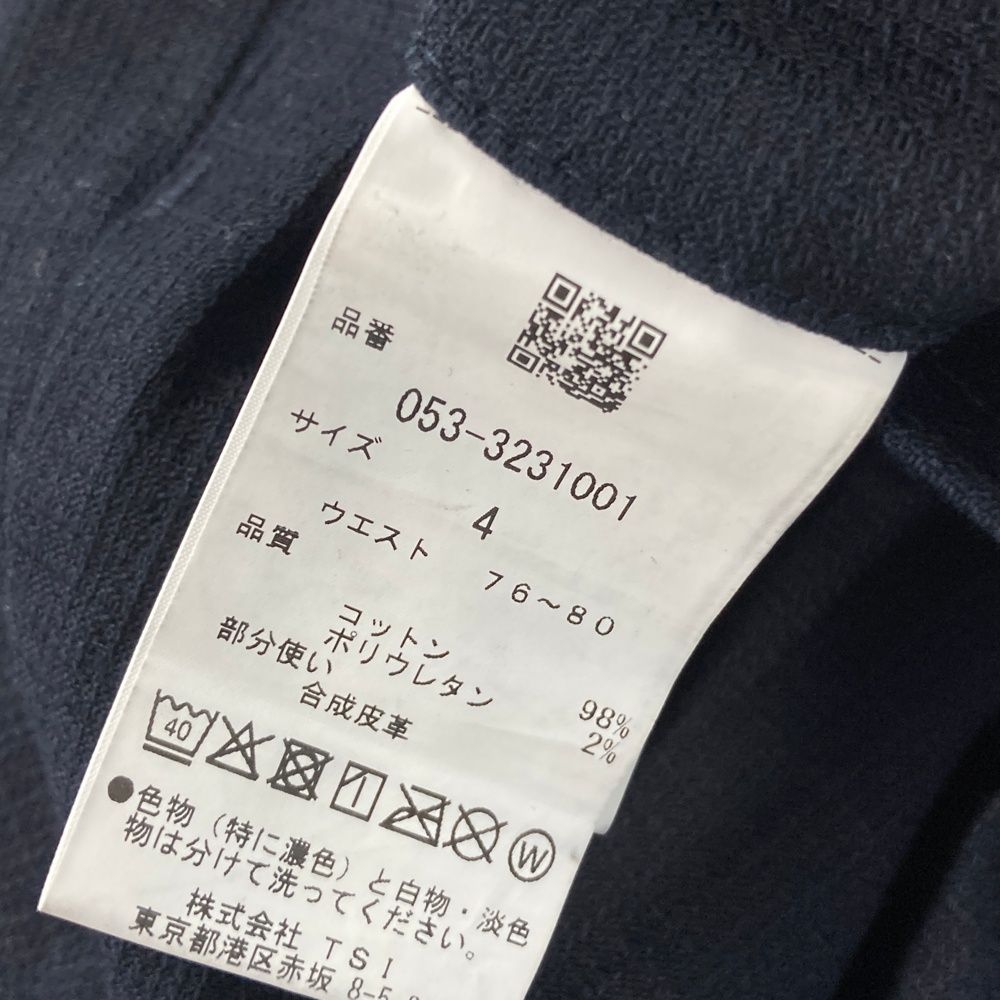 品番
053-3231001
サイズ
4
ウエスト 76~80
品質
コットン 98%
ポリウレタン 2%
部分使い
合成皮革
40
W
●色物（特に濃色）と白物・淡色
物は分けて洗ってください。
株式会社 TSI
東京都港区赤坂 8-5